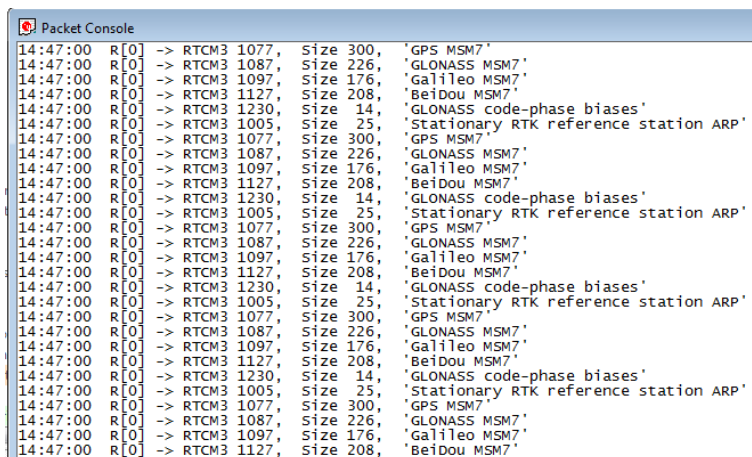 Packet Console
14:47:00 R[0] -> RTCM3 1077, Size 300, 'GPS MSM7'
14:47:00 R[0] -> RTCM3 1087, Size 226, 'GLONASS MSM7'
14:47:00 R[0] -> RTCM3 1097, Size 176, 'Galileo MSM7'
14:47:00 R[0] -> RTCM3 1127, Size 208, 'BeiDou MSM7'
14:47:00 R[0] -> RTCM3 1230, Size 14, 'GLONASS code-phase biases'
14:47:00 R[0] -> RTCM3 1005, Size 25, 'Stationary RTK reference station ARP'
14:47:00 R[0] -> RTCM3 1077, Size 300, 'GPS MSM7'
14:47:00 R[0] -> RTCM3 1087, Size 226, 'GLONASS MSM7'
14:47:00 R[0] -> RTCM3 1097, Size 176, 'Galileo MSM7'
14:47:00 R[0] -> RTCM3 1127, Size 208, 'BeiDou MSM7'
14:47:00 R[0] -> RTCM3 1230, Size 14, 'GLONASS code-phase biases'
14:47:00 R[0] -> RTCM3 1005, Size 25, 'Stationary RTK reference station ARP'
14:47:00 R[0] -> RTCM3 1077, Size 300, 'GPS MSM7'
14:47:00 R[0] -> RTCM3 1087, Size 226, 'GLONASS MSM7'
14:47:00 R[0] -> RTCM3 1097, Size 176, 'Galileo MSM7'
14:47:00 R[0] -> RTCM3 1127, Size 208, 'BeiDou MSM7'
14:47:00 R[0] -> RTCM3 1230, Size 14, 'GLONASS code-phase biases'
14:47:00 R[0] -> RTCM3 1005, Size 25, 'Stationary RTK reference station ARP'
14:47:00 R[0] -> RTCM3 1077, Size 300, 'GPS MSM7'
14:47:00 R[0] -> RTCM3 1087, Size 226, 'GLONASS MSM7'
14:47:00 R[0] -> RTCM3 1097, Size 176, 'Galileo MSM7'
14:47:00 R[0] -> RTCM3 1127, Size 208, 'BeiDou MSM7'
14:47:00 R[0] -> RTCM3 1230, Size 14, 'GLONASS code-phase biases'
14:47:00 R[0] -> RTCM3 1005, Size 25, 'Stationary RTK reference station ARP'
14:47:00 R[0] -> RTCM3 1077, Size 300, 'GPS MSM7'
14:47:00 R[0] -> RTCM3 1087, Size 226, 'GLONASS MSM7'
14:47:00 R[0] -> RTCM3 1097, Size 176, 'Galileo MSM7'
14:47:00 R[0] -> RTCM3 1127, Size 208, 'BeiDou MSM7'